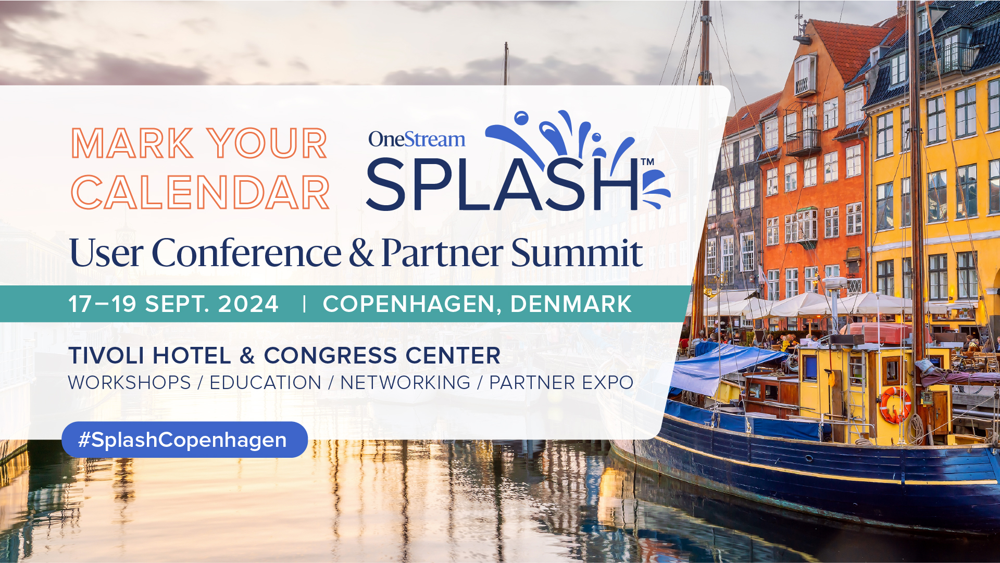 MARK YOUR
CALENDAR
OneStream
SPLASH™
User Conference & Partner Summit
17–19 SEPT. 2024 | COPENHAGEN, DENMARK
TIVOLI HOTEL & CONGRESS CENTER
WORKSHOPS / EDUCATION / NETWORKING / PARTNER EXPO
#SplashCopenhagen